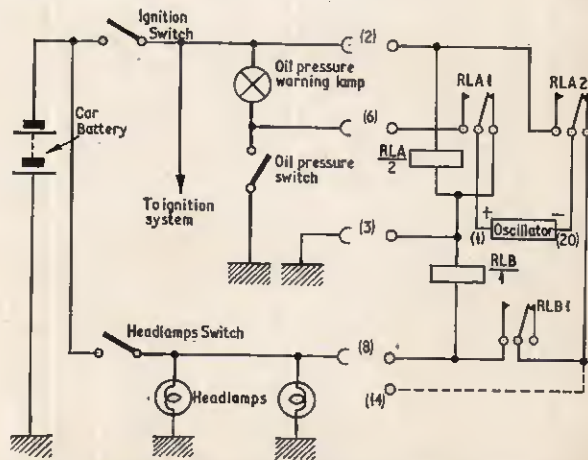 Ignition
Switch
(2)
Oil pressure
warning lamp
RLA1
RLA2
Car
Battery
(6)
RLA
2
Oil pressure
switch
To ignition
system
(3)
+
−
Oscillator
(1)
(20)
RLB
1
RLB1
Headlamps Switch
(8)
+
Headlamps
(14)